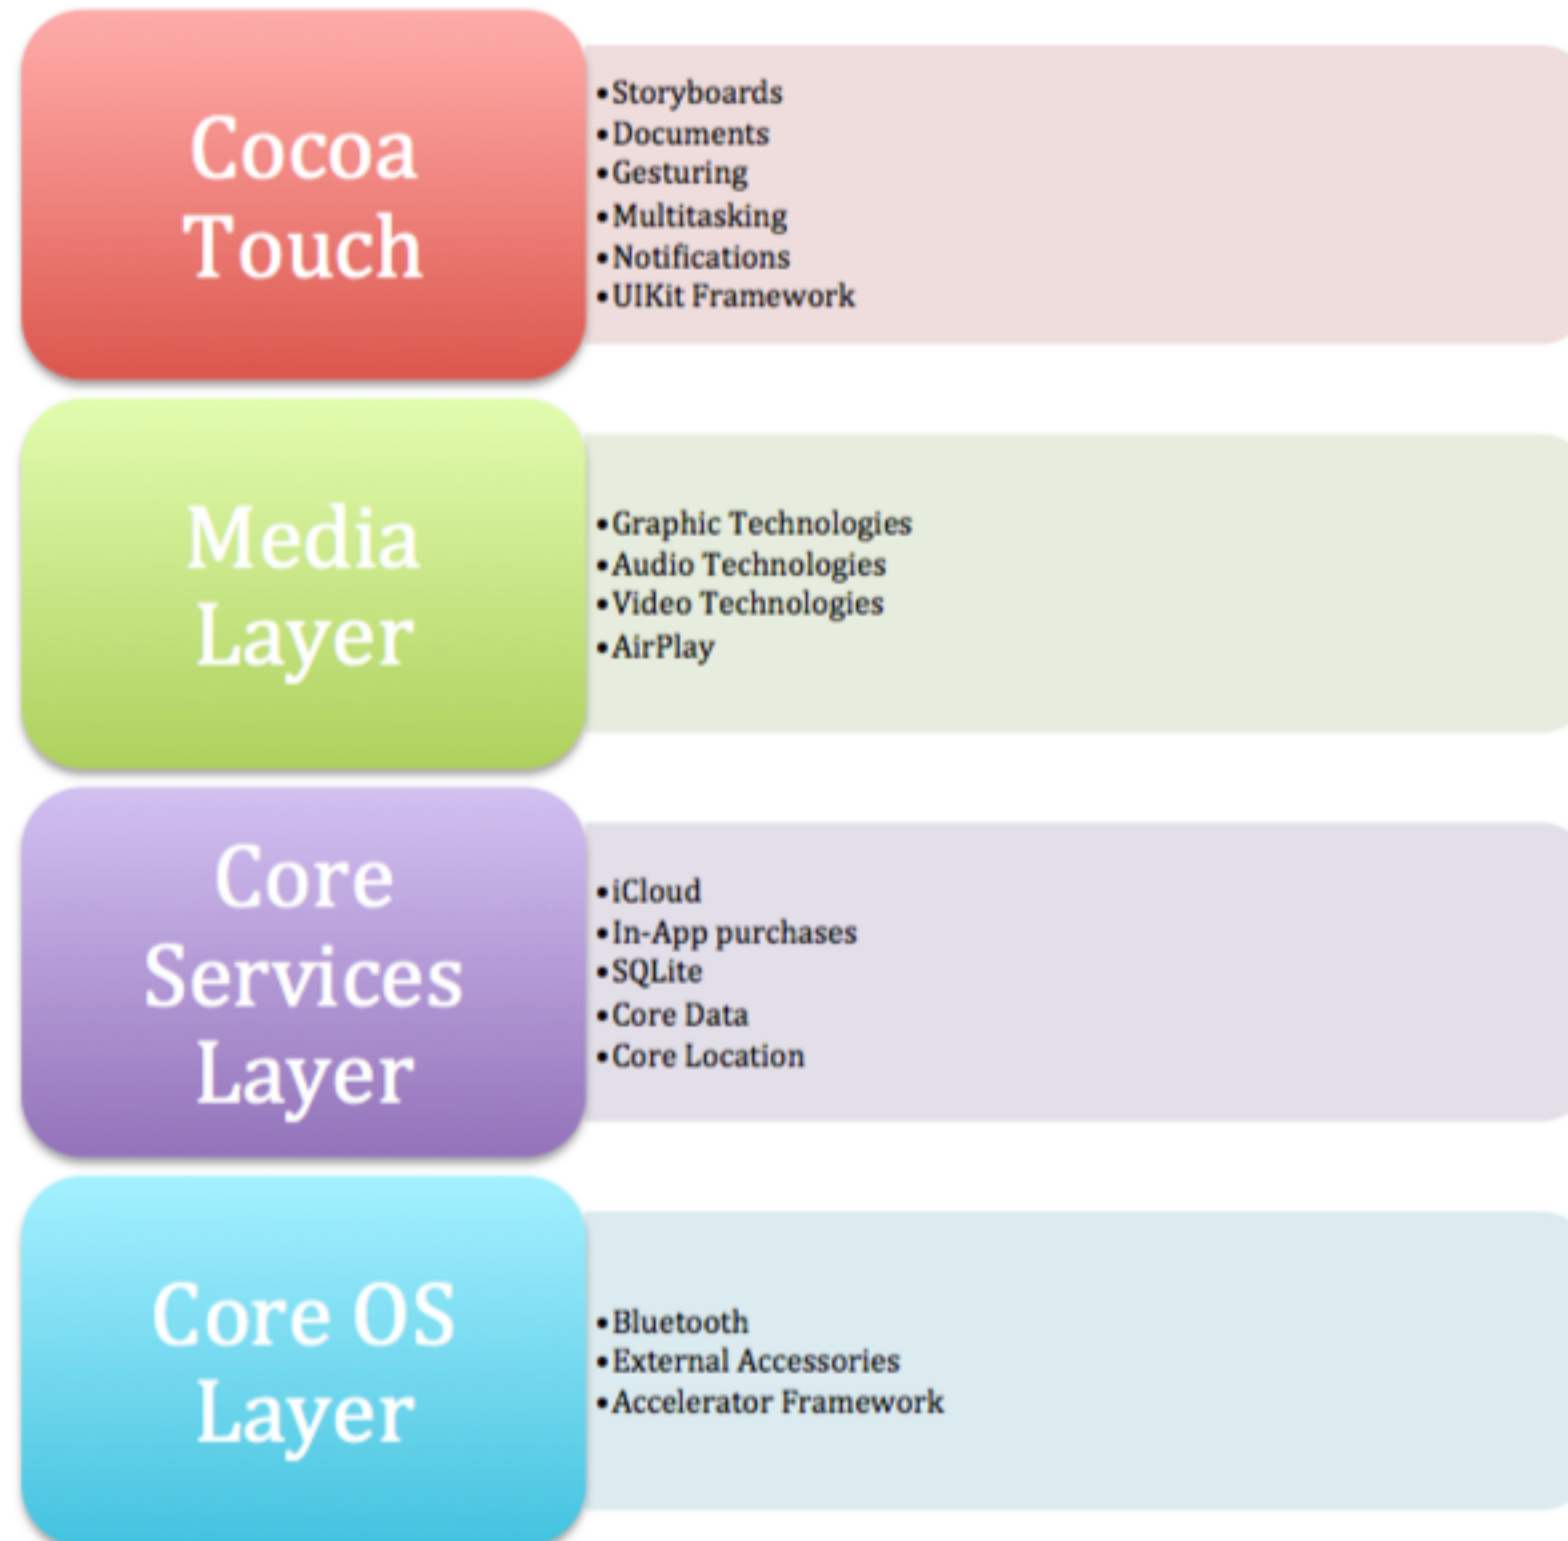 Cocoa
Touch
•Storyboards
•Documents
•Gesturing
•Multitasking
•Notifications
•UIKit Framework
Media
Layer
•Graphic Technologies
•Audio Technologies
•Video Technologies
•AirPlay
Core
Services
Layer
•iCloud
•In-App purchases
•SQLite
•Core Data
•Core Location
Core OS
Layer
•Bluetooth
•External Accessories
•Accelerator Framework